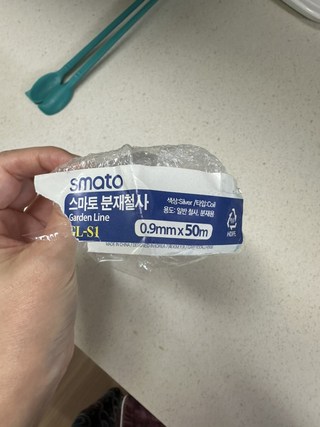 smato
스마토 분재철사
Garden Line
GL-S1
색상:Silver /타입:Coil
용도: 일반 철사, 분재용
0.9mm x 50m
HDPE